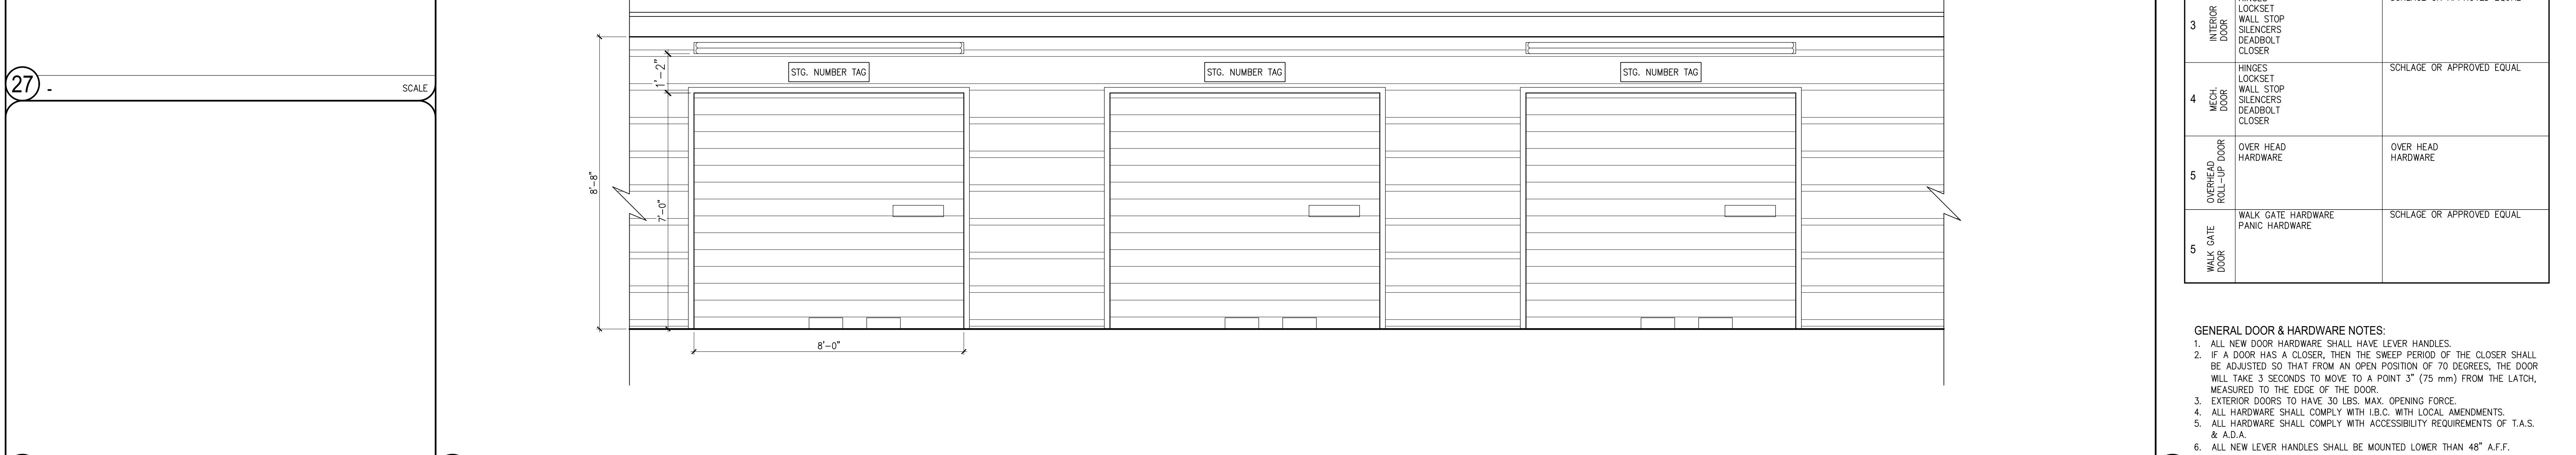 27
-
SCALE
8'-8"
1'-2"
7'-0"
8'-0"
STG. NUMBER TAG
STG. NUMBER TAG
STG. NUMBER TAG
3
INTERIOR
DOOR
LOCKSET
WALL STOP
SILENCERS
DEADBOLT
CLOSER
4
MECH.
DOOR
HINGES
LOCKSET
WALL STOP
SILENCERS
DEADBOLT
CLOSER
SCHLAGE OR APPROVED EQUAL
5
OVERHEAD
ROLL-UP DOOR
OVER HEAD
HARDWARE
OVER HEAD
HARDWARE
5
WALK GATE
DOOR
WALK GATE HARDWARE
PANIC HARDWARE
SCHLAGE OR APPROVED EQUAL
GENERAL DOOR & HARDWARE NOTES:
1. ALL NEW DOOR HARDWARE SHALL HAVE LEVER HANDLES.
2. IF A DOOR HAS A CLOSER, THEN THE SWEEP PERIOD OF THE CLOSER SHALL
BE ADJUSTED SO THAT FROM AN OPEN POSITION OF 70 DEGREES, THE DOOR
WILL TAKE 3 SECONDS TO MOVE TO A POINT 3" (75 mm) FROM THE LATCH,
MEASURED TO THE EDGE OF THE DOOR.
3. EXTERIOR DOORS TO HAVE 30 LBS. MAX. OPENING FORCE.
4. ALL HARDWARE SHALL COMPLY WITH I.B.C. WITH LOCAL AMENDMENTS.
5. ALL HARDWARE SHALL COMPLY WITH ACCESSIBILITY REQUIREMENTS OF T.A.S.
& A.D.A.
6. ALL NEW LEVER HANDLES SHALL BE MOUNTED LOWER THAN 48" A.F.F.